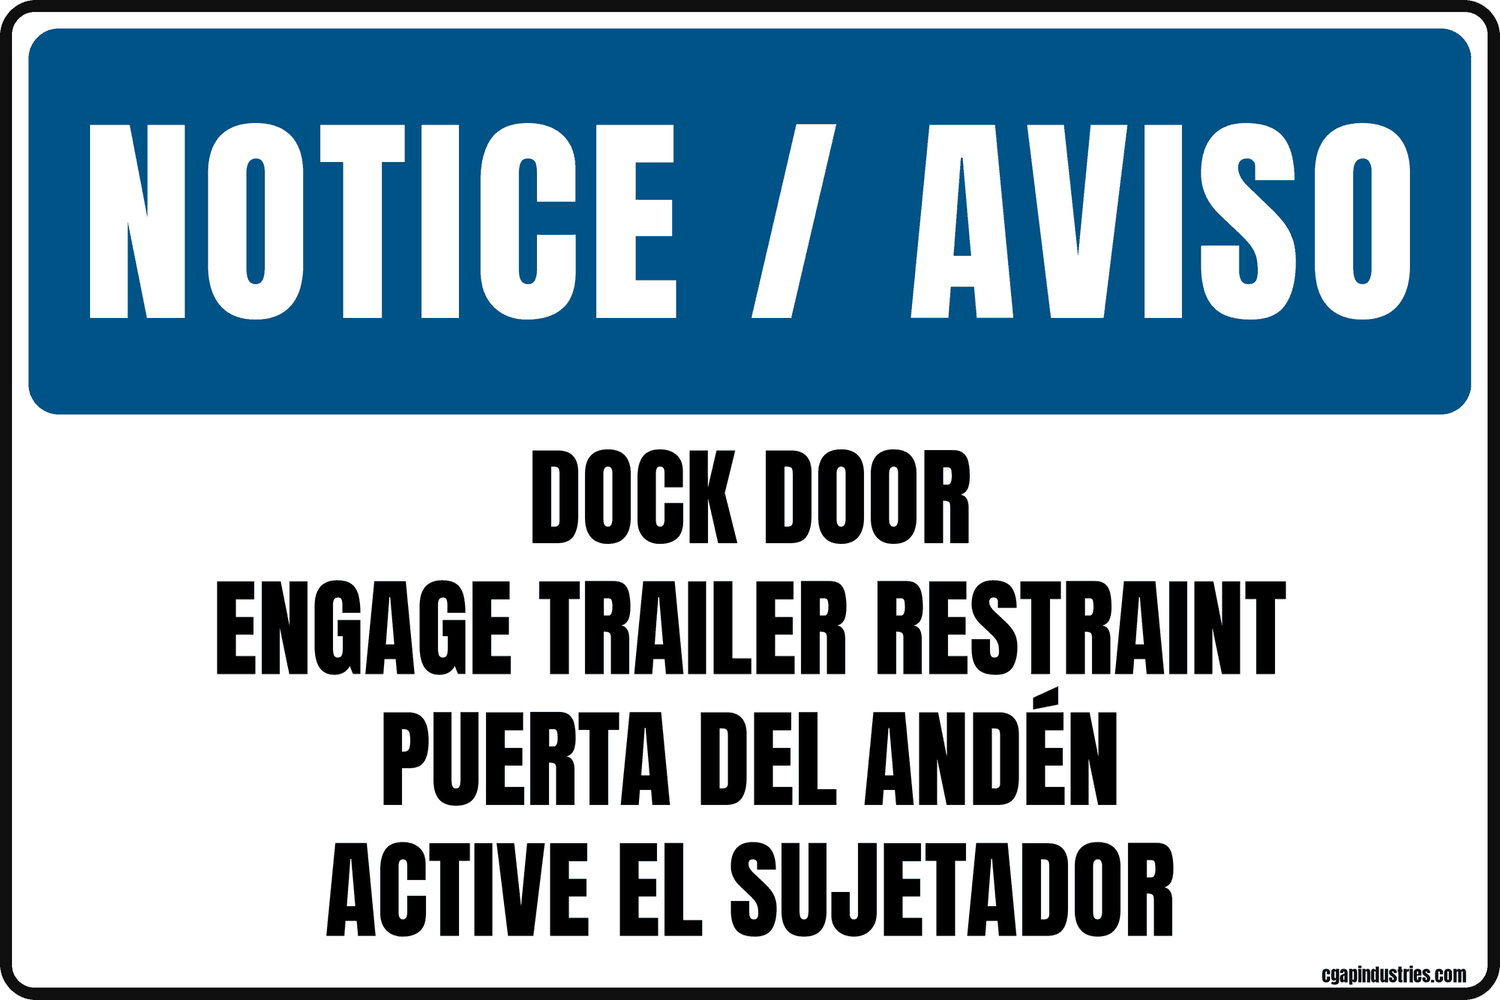 NOTICE / AVISO
DOCK DOOR
ENGAGE TRAILER RESTRAINT
PUERTA DEL ANDÉN
ACTIVE EL SUJETADOR
cgapindustries.com